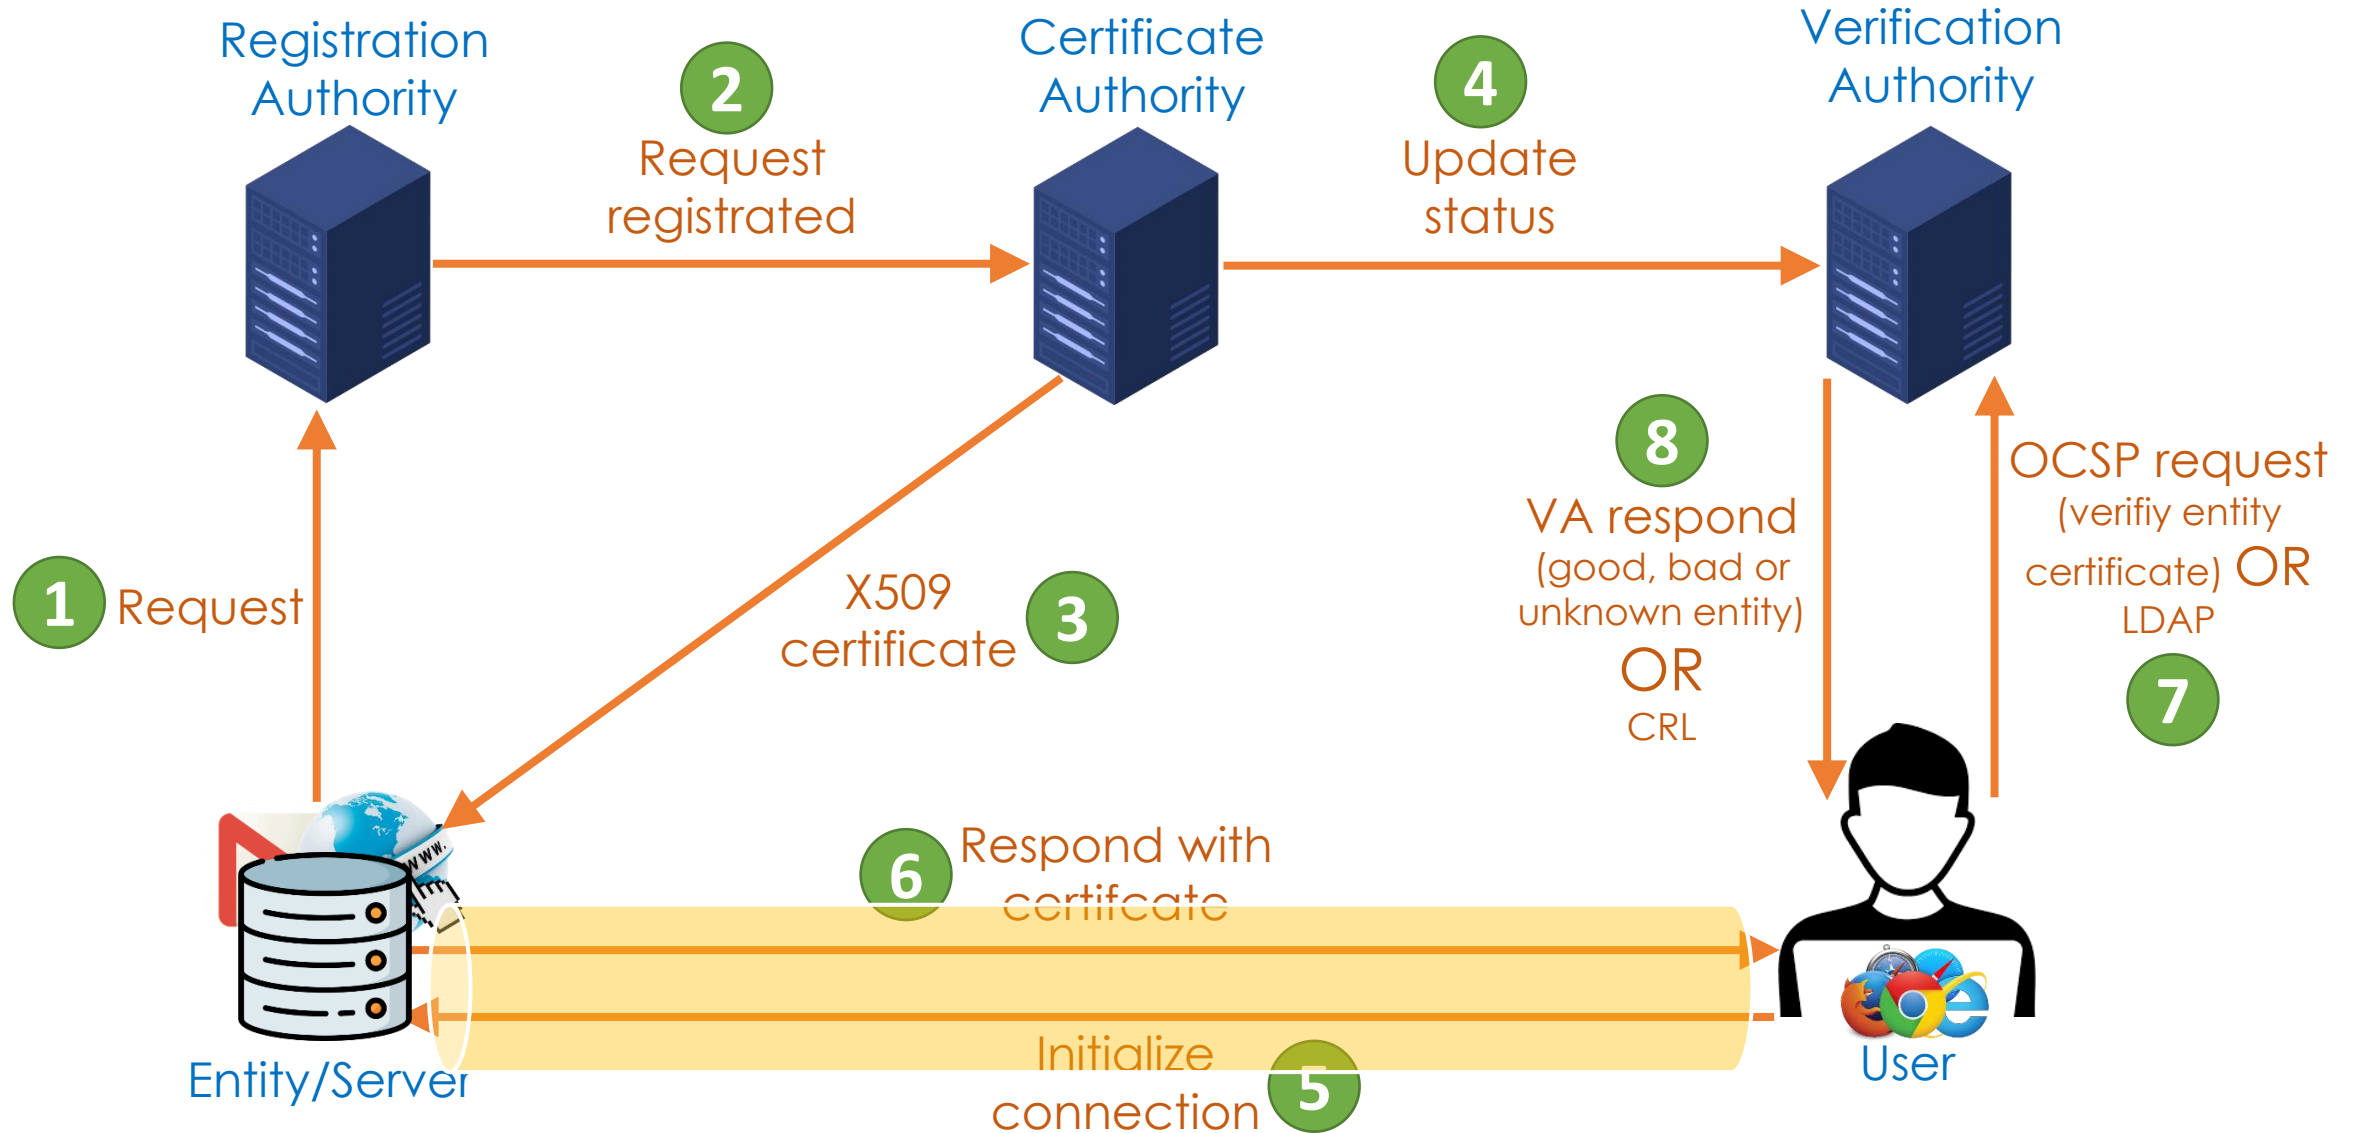 Registration
Authority
2
Request
registrated
Certificate
Authority
4
Update
status
Verification
Authority
1
Request
X509
certificate
3
8
VA respond
(good, bad or
unknown entity)
OR
CRL
OCSP request
(verifiy entity
certificate) OR
LDAP
7
6
Respond with
certifcate
www.
Initialize
connection
5
Entity/Server
User